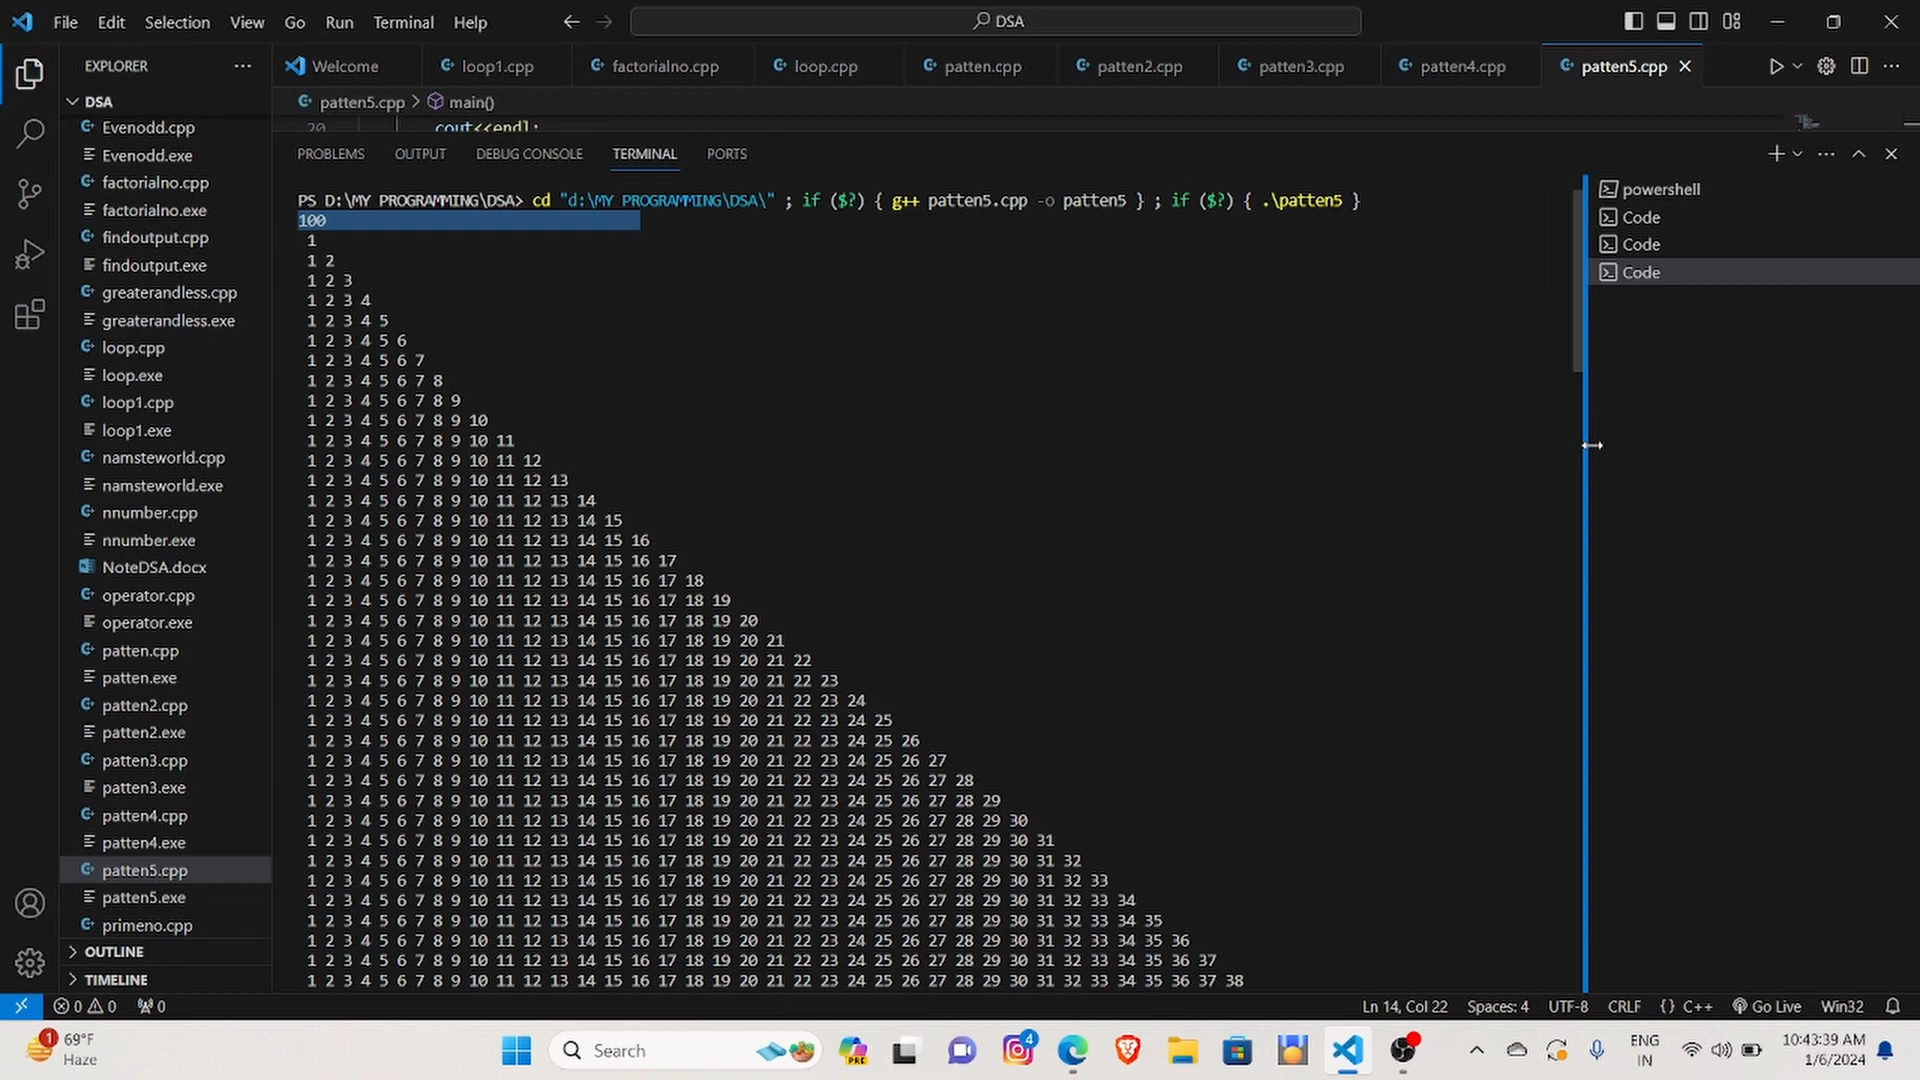 File Edit Selection View Go Run Terminal Help
DSA
EXPLORER
Welcome loop1.cpp factorialno.cpp loop.cpp patten.cpp patten2.cpp patten3.cpp patten4.cpp patten5.cpp
DSA
patten5.cpp > main()
20 cout<<endl;
Evenodd.cpp
Evenodd.exe
factorialno.cpp
factorialno.exe
findoutput.cpp
findoutput.exe
greaterandless.cpp
greaterandless.exe
loop.cpp
loop.exe
loop1.cpp
loop1.exe
namsteworld.cpp
namsteworld.exe
nnumber.cpp
nnumber.exe
NoteDSA.docx
operator.cpp
operator.exe
patten.cpp
patten.exe
patten2.cpp
patten2.exe
patten3.cpp
patten3.exe
patten4.cpp
patten4.exe
patten5.cpp
patten5.exe
primeno.cpp
OUTLINE
TIMELINE
PROBLEMS OUTPUT DEBUG CONSOLE TERMINAL PORTS
PS D:\MY PROGRAMMING\DSA> cd "d:\MY PROGRAMMING\DSA\" ; if ($?) { g++ patten5.cpp -o patten5 } ; if ($?) { .\patten5 }
100
1
1 2
1 2 3
1 2 3 4
1 2 3 4 5
1 2 3 4 5 6
1 2 3 4 5 6 7
1 2 3 4 5 6 7 8
1 2 3 4 5 6 7 8 9
1 2 3 4 5 6 7 8 9 10
1 2 3 4 5 6 7 8 9 10 11
1 2 3 4 5 6 7 8 9 10 11 12
1 2 3 4 5 6 7 8 9 10 11 12 13
1 2 3 4 5 6 7 8 9 10 11 12 13 14
1 2 3 4 5 6 7 8 9 10 11 12 13 14 15
1 2 3 4 5 6 7 8 9 10 11 12 13 14 15 16
1 2 3 4 5 6 7 8 9 10 11 12 13 14 15 16 17
1 2 3 4 5 6 7 8 9 10 11 12 13 14 15 16 17 18
1 2 3 4 5 6 7 8 9 10 11 12 13 14 15 16 17 18 19
1 2 3 4 5 6 7 8 9 10 11 12 13 14 15 16 17 18 19 20
1 2 3 4 5 6 7 8 9 10 11 12 13 14 15 16 17 18 19 20 21
1 2 3 4 5 6 7 8 9 10 11 12 13 14 15 16 17 18 19 20 21 22
1 2 3 4 5 6 7 8 9 10 11 12 13 14 15 16 17 18 19 20 21 22 23
1 2 3 4 5 6 7 8 9 10 11 12 13 14 15 16 17 18 19 20 21 22 23 24
1 2 3 4 5 6 7 8 9 10 11 12 13 14 15 16 17 18 19 20 21 22 23 24 25
1 2 3 4 5 6 7 8 9 10 11 12 13 14 15 16 17 18 19 20 21 22 23 24 25 26
1 2 3 4 5 6 7 8 9 10 11 12 13 14 15 16 17 18 19 20 21 22 23 24 25 26 27
1 2 3 4 5 6 7 8 9 10 11 12 13 14 15 16 17 18 19 20 21 22 23 24 25 26 27 28
1 2 3 4 5 6 7 8 9 10 11 12 13 14 15 16 17 18 19 20 21 22 23 24 25 26 27 28 29
1 2 3 4 5 6 7 8 9 10 11 12 13 14 15 16 17 18 19 20 21 22 23 24 25 26 27 28 29 30
1 2 3 4 5 6 7 8 9 10 11 12 13 14 15 16 17 18 19 20 21 22 23 24 25 26 27 28 29 30 31
1 2 3 4 5 6 7 8 9 10 11 12 13 14 15 16 17 18 19 20 21 22 23 24 25 26 27 28 29 30 31 32
1 2 3 4 5 6 7 8 9 10 11 12 13 14 15 16 17 18 19 20 21 22 23 24 25 26 27 28 29 30 31 32 33
1 2 3 4 5 6 7 8 9 10 11 12 13 14 15 16 17 18 19 20 21 22 23 24 25 26 27 28 29 30 31 32 33 34
1 2 3 4 5 6 7 8 9 10 11 12 13 14 15 16 17 18 19 20 21 22 23 24 25 26 27 28 29 30 31 32 33 34 35
1 2 3 4 5 6 7 8 9 10 11 12 13 14 15 16 17 18 19 20 21 22 23 24 25 26 27 28 29 30 31 32 33 34 35 36
1 2 3 4 5 6 7 8 9 10 11 12 13 14 15 16 17 18 19 20 21 22 23 24 25 26 27 28 29 30 31 32 33 34 35 36 37
1 2 3 4 5 6 7 8 9 10 11 12 13 14 15 16 17 18 19 20 21 22 23 24 25 26 27 28 29 30 31 32 33 34 35 36 37 38
powershell
Code
Code
Code
0 0 0 Ln 14, Col 22 Spaces: 4 UTF-8 CRLF {} C++ Go Live Win32
1 69°F
Haze
Search
PRE
4
ENG
IN
10:43:39 AM
1/6/2024